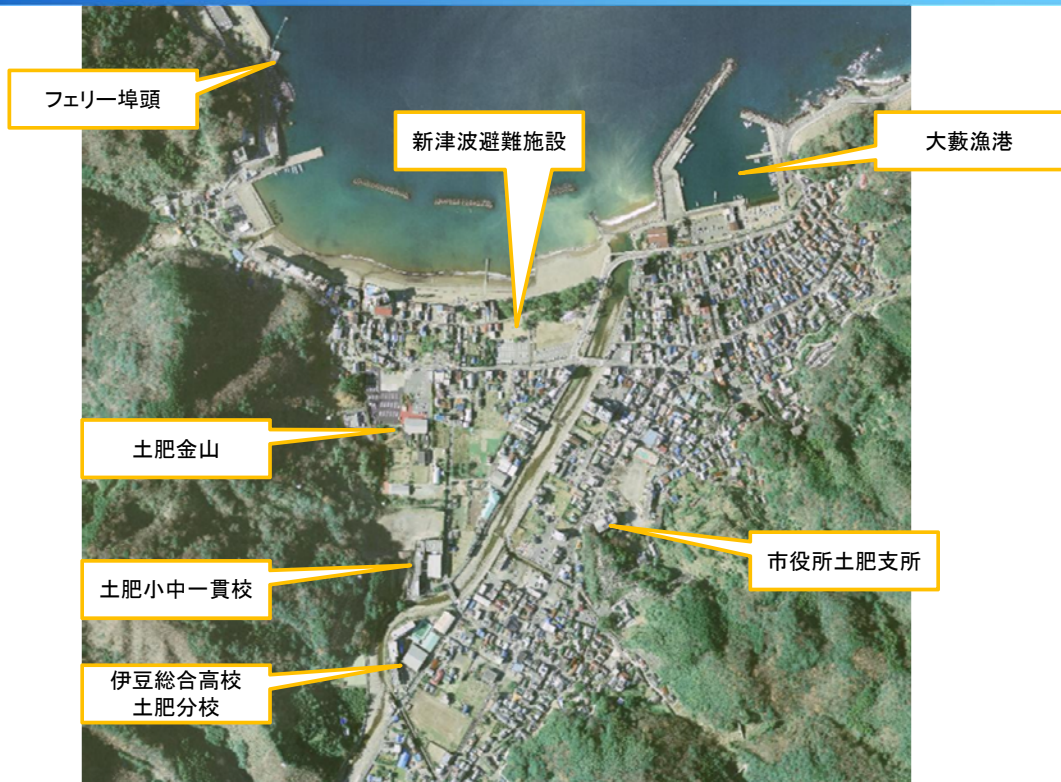 フェリー埠頭
新津波避難施設
大藪漁港
土肥金山
市役所土肥支所
土肥小中一貫校
伊豆総合高校
土肥分校